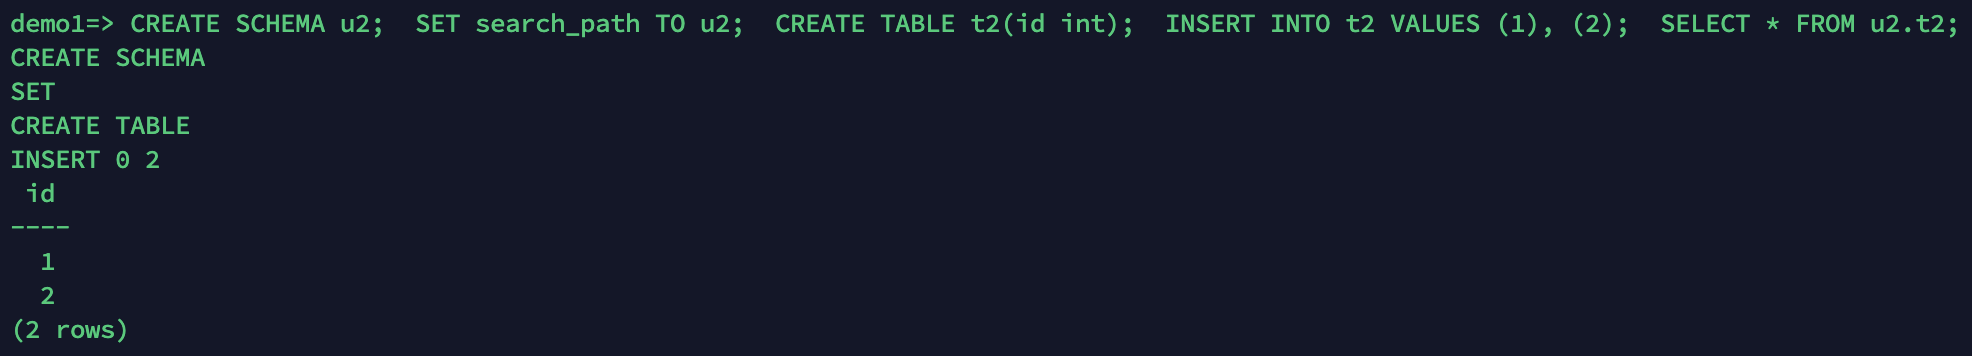 demo1=> CREATE SCHEMA u2;  SET search_path TO u2;  CREATE TABLE t2(id int);  INSERT INTO t2 VALUES (1), (2);  SELECT * FROM u2.t2;
CREATE SCHEMA
SET
CREATE TABLE
INSERT 0 2
 id
----
  1
  2
(2 rows)